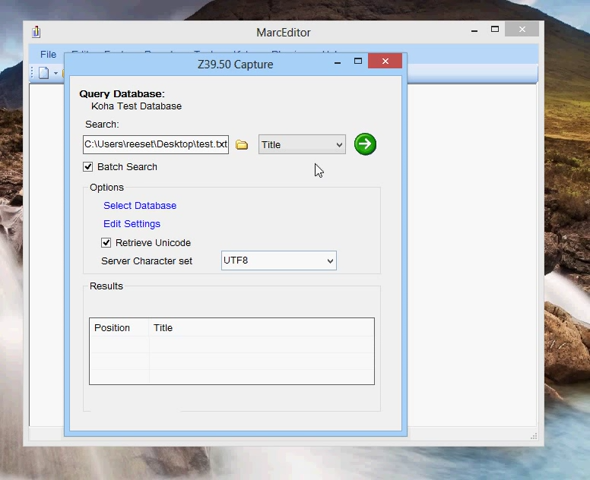 MarcEditor
File
Z39.50 Capture
Query Database:
Koha Test Database
Search:
C:\Users\reeset\Desktop\test.txt
Title
Batch Search
Options
Select Database
Edit Settings
Retrieve Unicode
Server Character set
UTF8
Results
Position Title